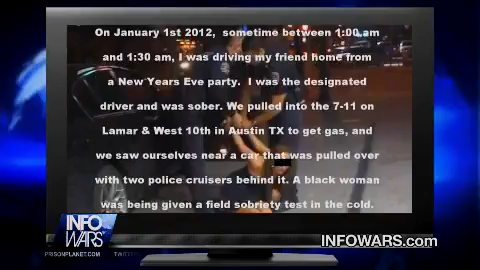 On January 1st 2012, sometime between 1:00 am
and 1:30 am, I was driving my friend home from
a New Years Eve party. I was the designated
driver and was sober. We pulled into the 7-11 on
Lamar & West 10th in Austin TX to get gas, and
we saw ourselves near a car that was pulled over
with two police cruisers behind it. A black woman
was being given a field sobriety test in the cold.
INFO
WARS
INFOWARS.com
PRISONPLANET.COM TWITTER